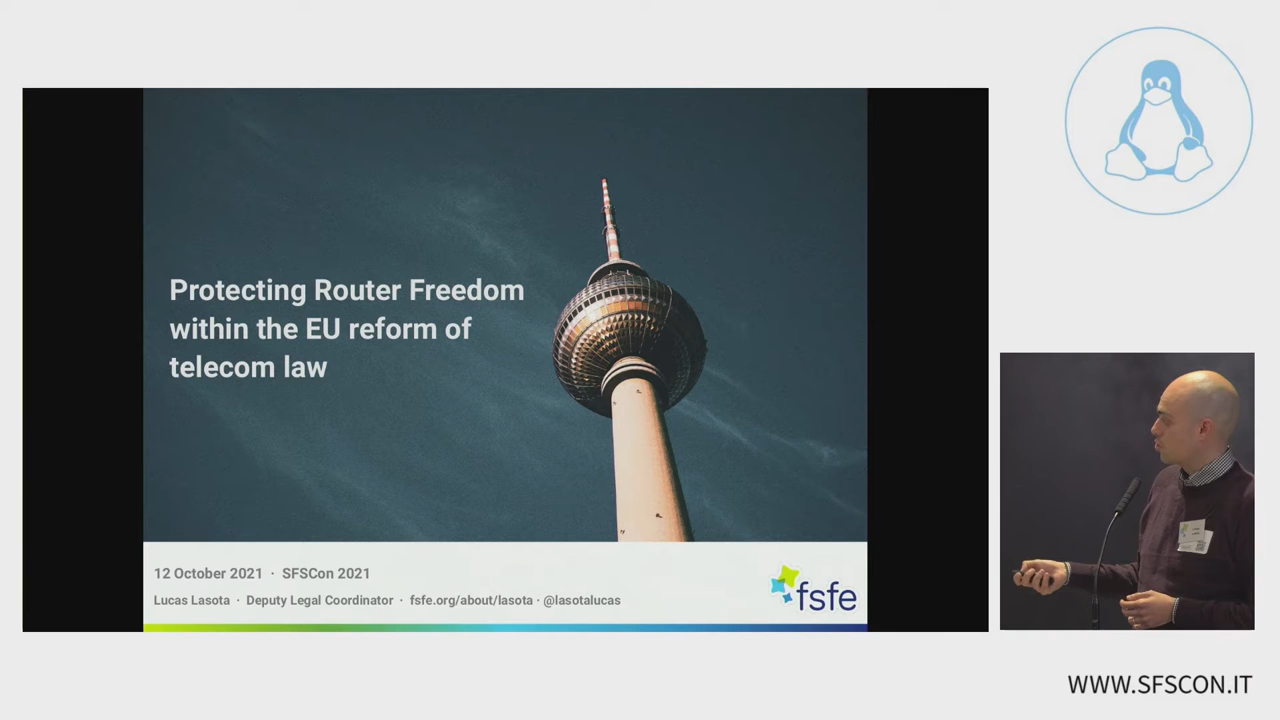 Protecting Router Freedom
within the EU reform of
telecom law
12 October 2021 · SFSCon 2021
Lucas Lasota · Deputy Legal Coordinator · fsfe.org/about/lasota · @lasotalucas
fsfe
WWW.SFSCON.IT